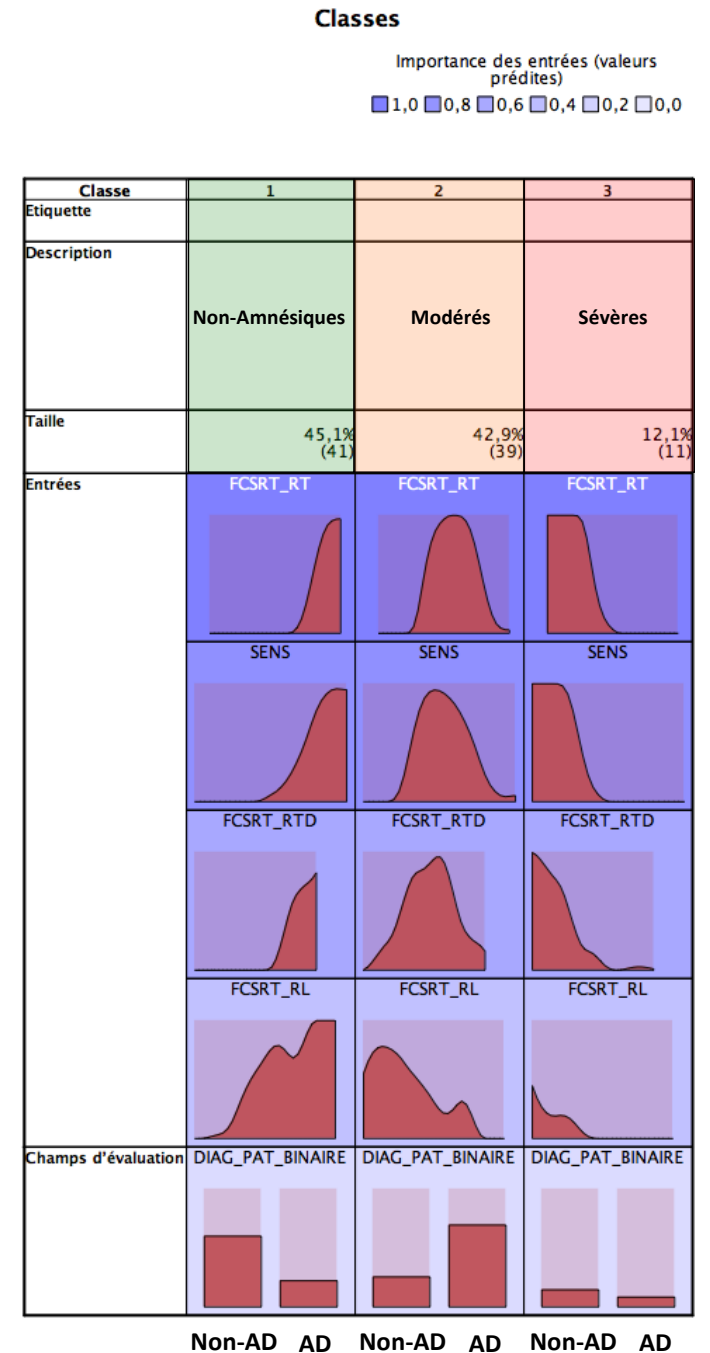 Classes
Importance des entrées (valeurs
prédites)
1,0 0,8 0,6 0,4 0,2 0,0
Classe 1 2 3
Etiquette
Description
Non-Amnésiques Modérés Sévères
Taille
45,1% 42,9% 12,1%
(41) (39) (11)
Entrées FCSRT_RT FCSRT_RT FCSRT_RT
SENS SENS SENS
FCSRT_RTD FCSRT_RTD FCSRT_RTD
FCSRT_RL FCSRT_RL FCSRT_RL
Champs d'évaluation DIAG_PAT_BINAIRE DIAG_PAT_BINAIRE DIAG_PAT_BINAIRE
Non-AD AD Non-AD AD Non-AD AD